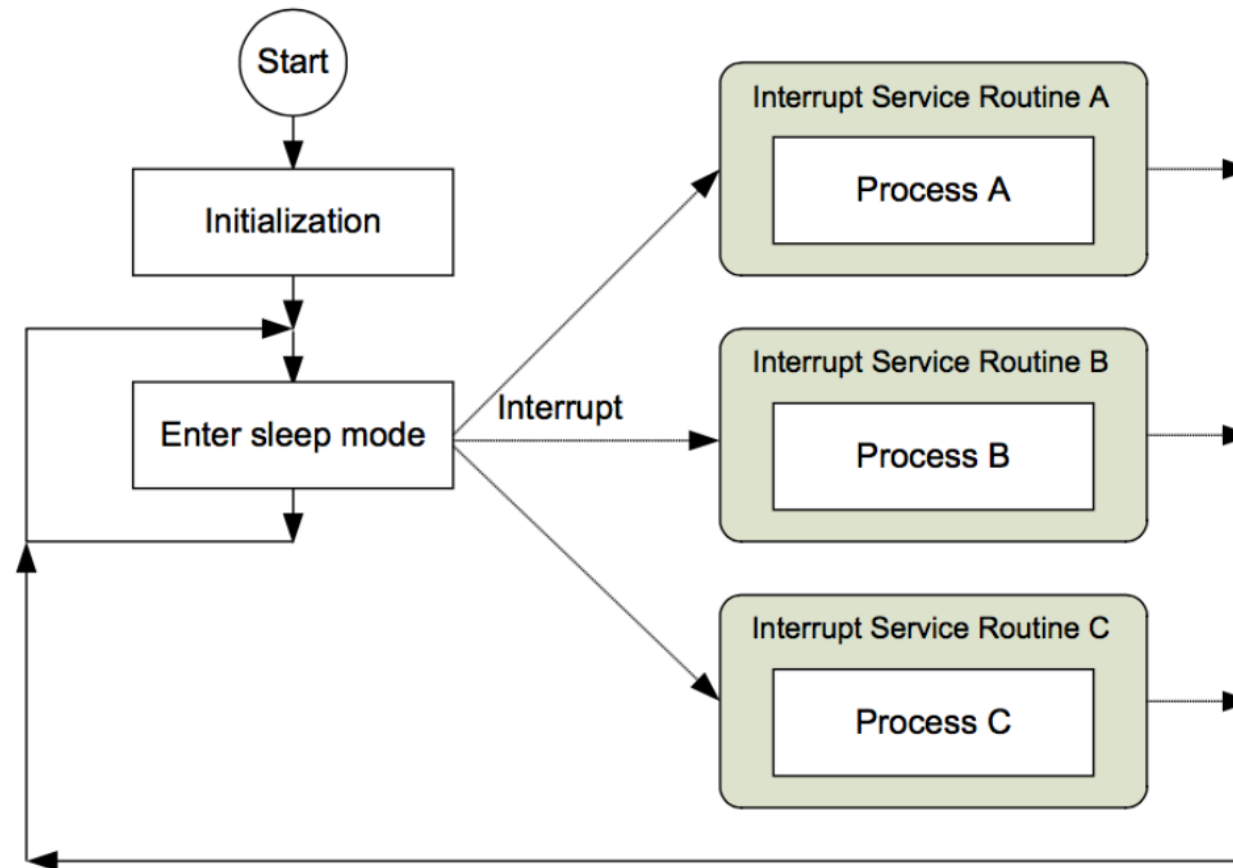 Start
Initialization
Enter sleep mode
Interrupt
Interrupt Service Routine A
Process A
Interrupt Service Routine B
Process B
Interrupt Service Routine C
Process C